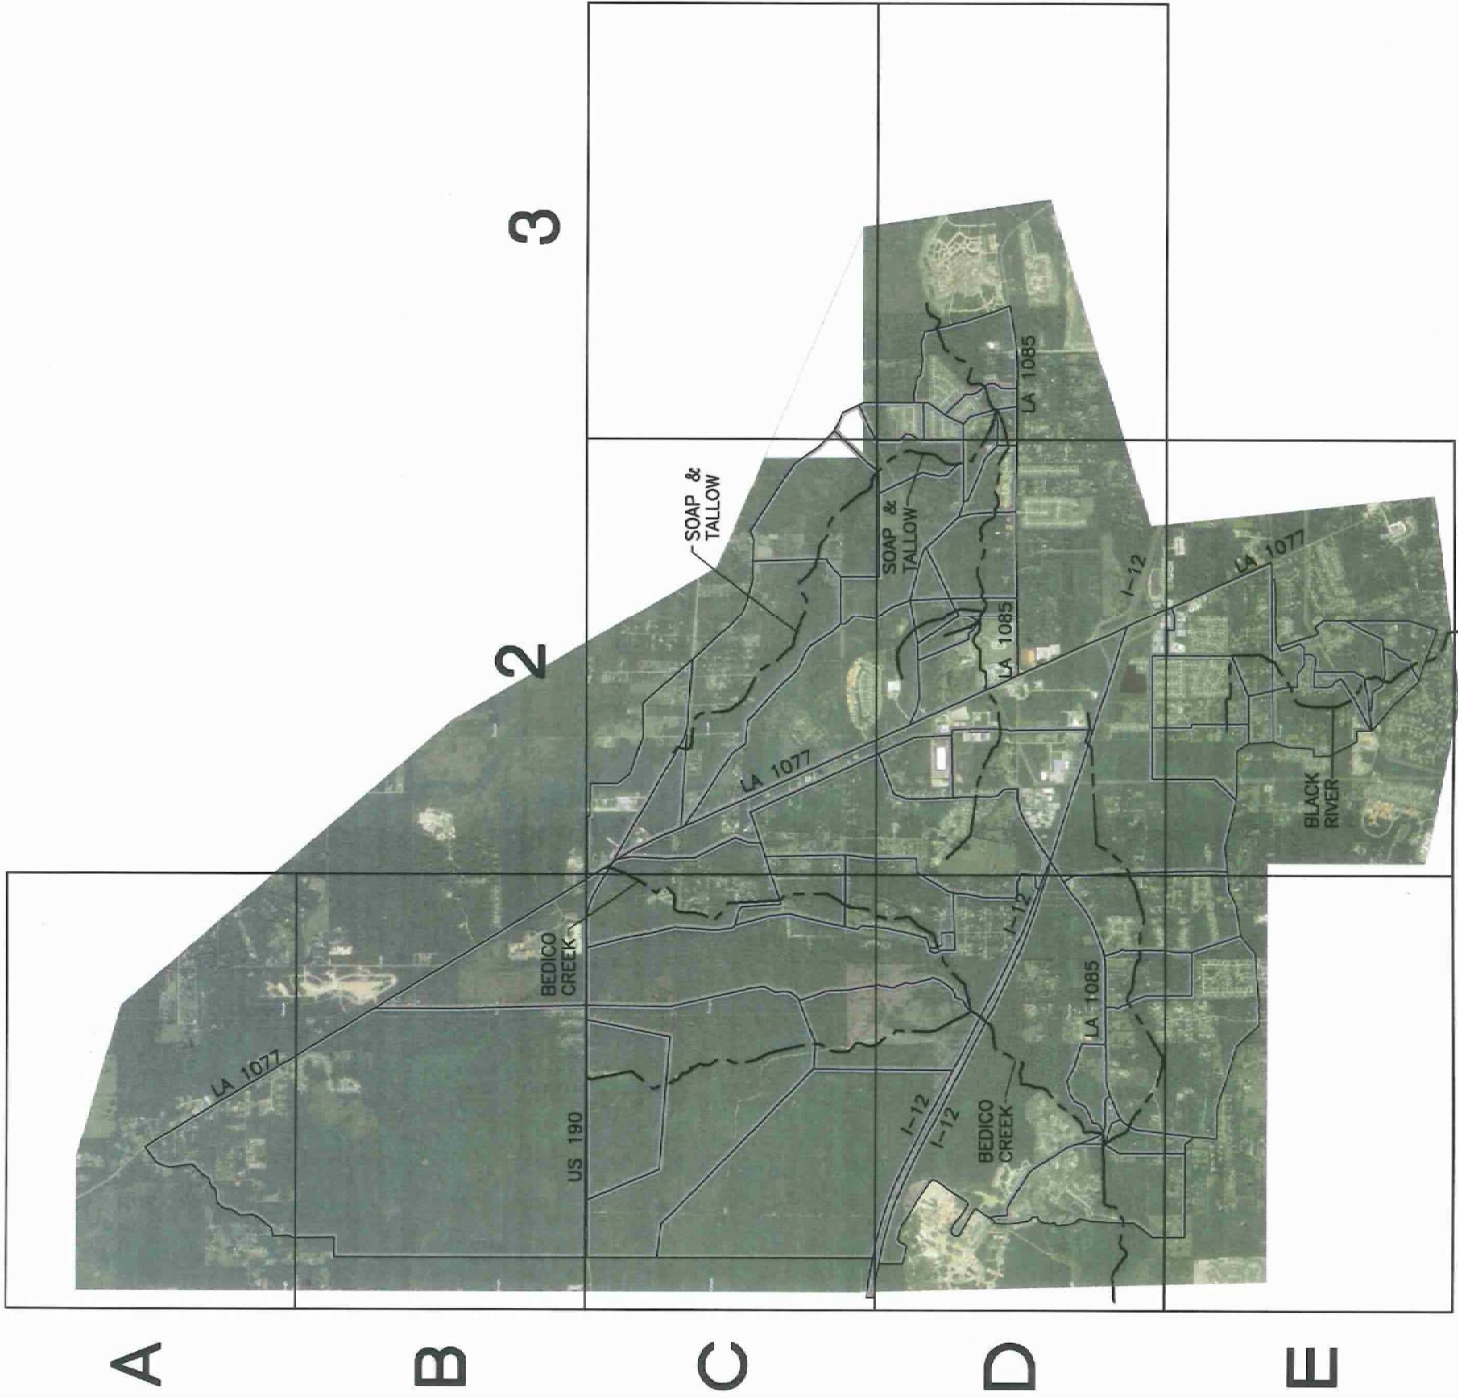 3
2
A
B
C
D
E
LA 1077
US 190
BEDICO
CREEK
SOAP &
TALLOW
SOAP &
TALLOW
LA 1077
LA 1085
LA 1085
I-12
LA 1077
I-12
I-12
I-12
BEDICO
CREEK
LA 1085
BLACK
RIVER